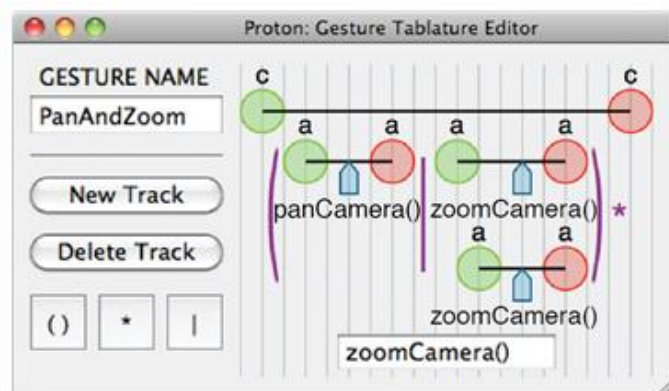 Proton: Gesture Tablature Editor
GESTURE NAME
PanAndZoom
New Track
Delete Track
( ) * |
c c
a a a a
( | ) *
panCamera() zoomCamera()
a a
zoomCamera()
zoomCamera()